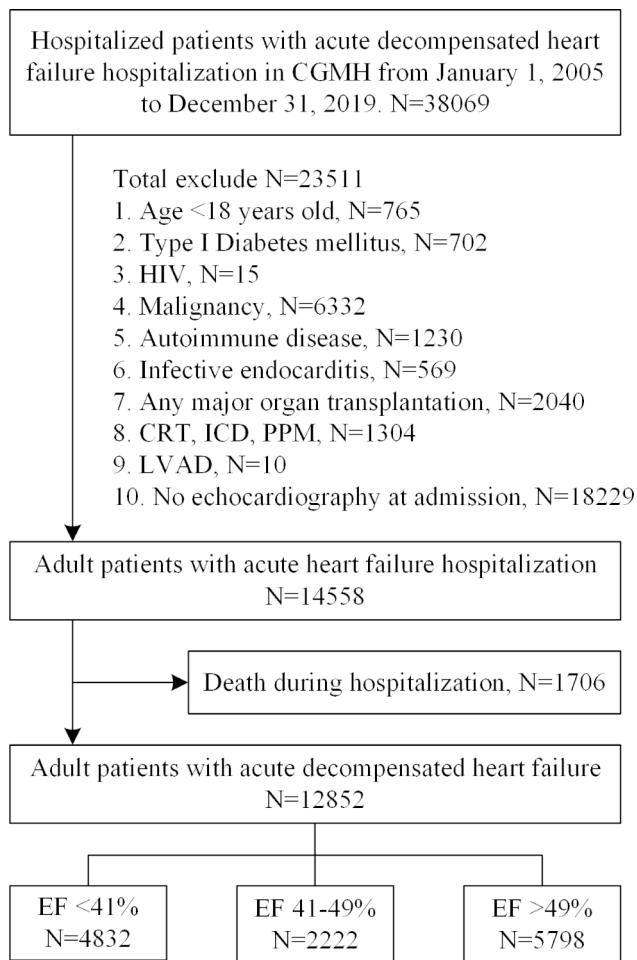 Hospitalized patients with acute decompensated heart
failure hospitalization in CGMH from January 1, 2005
to December 31, 2019. N=38069
Total exclude N=23511
1. Age <18 years old, N=765
2. Type I Diabetes mellitus, N=702
3. HIV, N=15
4. Malignancy, N=6332
5. Autoimmune disease, N=1230
6. Infective endocarditis, N=569
7. Any major organ transplantation, N=2040
8. CRT, ICD, PPM, N=1304
9. LVAD, N=10
10. No echocardiography at admission, N=18229
Adult patients with acute heart failure hospitalization
N=14558
Death during hospitalization, N=1706
Adult patients with acute decompensated heart failure
N=12852
EF <41%
N=4832
EF 41-49%
N=2222
EF >49%
N=5798